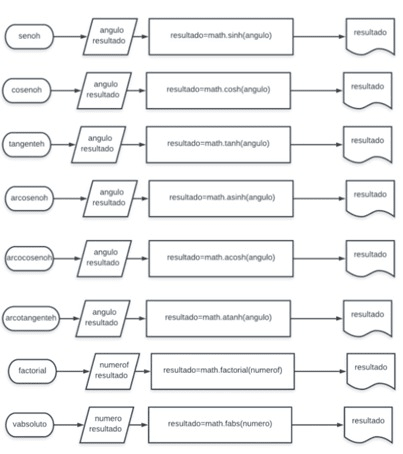 senoh
angulo
resultado
resultado=math.sinh(angulo)
resultado
cosenoh
angulo
resultado
resultado=math.cosh(angulo)
resultado
tangenteh
angulo
resultado
resultado=math.tanh(angulo)
resultado
arcosenoh
angulo
resultado
resultado=math.asinh(angulo)
resultado
arcocosenoh
angulo
resultado
resultado=math.acosh(angulo)
resultado
arcotangenteh
angulo
resultado
resultado=math.atanh(angulo)
resultado
factorial
numerof
resultado
resultado=math.factorial(numerof)
resultado
vabsoluto
numero
resultado
resultado=math.fabs(numero)
resultado